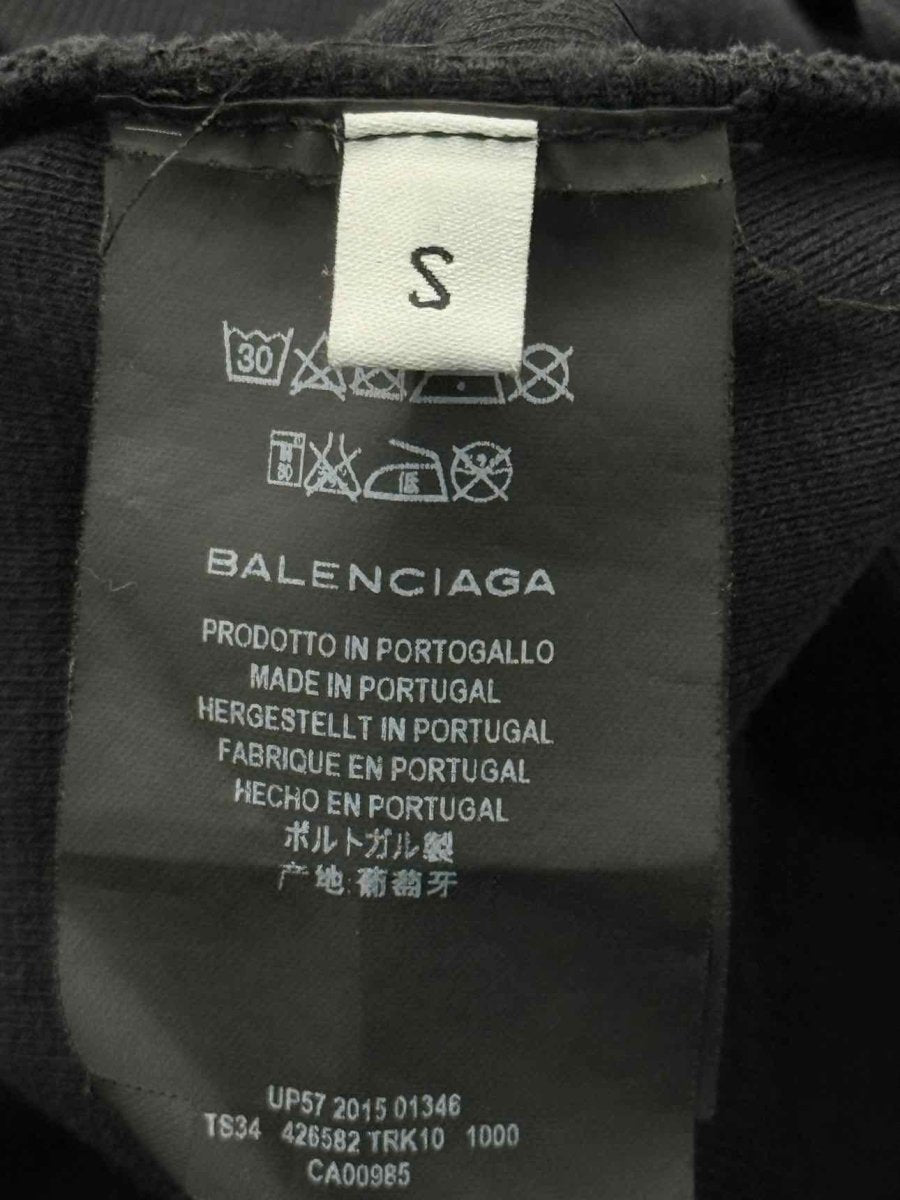 S
30
BALENCIAGA
PRODOTTO IN PORTOGALLO
MADE IN PORTUGAL
HERGESTELLT IN PORTUGAL
FABRIQUE EN PORTUGAL
HECHO EN PORTUGAL
ポルトガル製
产地:葡萄牙
UP57 2015 01346
TS34 426582 TRK10 1000
CA00985